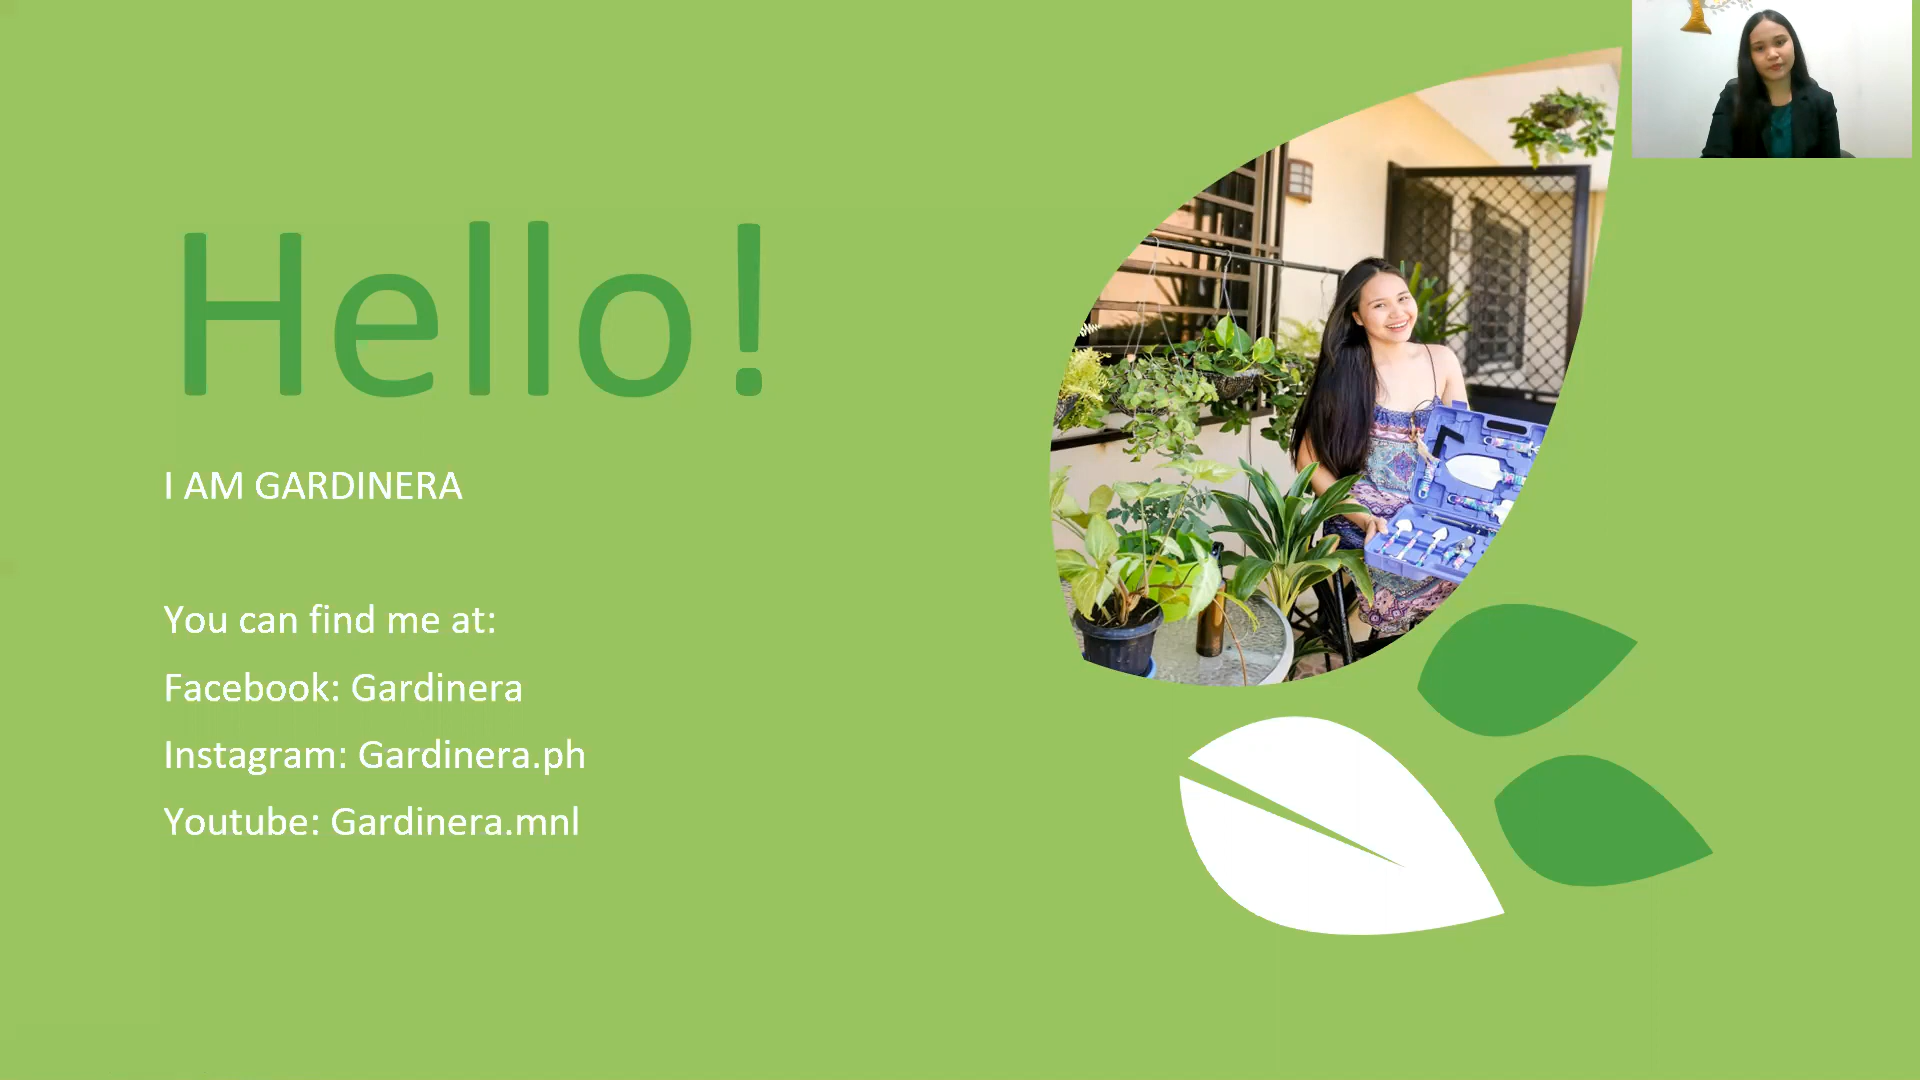 Hello!
I AM GARDINERA
You can find me at:
Facebook: Gardinera
Instagram: Gardinera.ph
Youtube: Gardinera.mnl